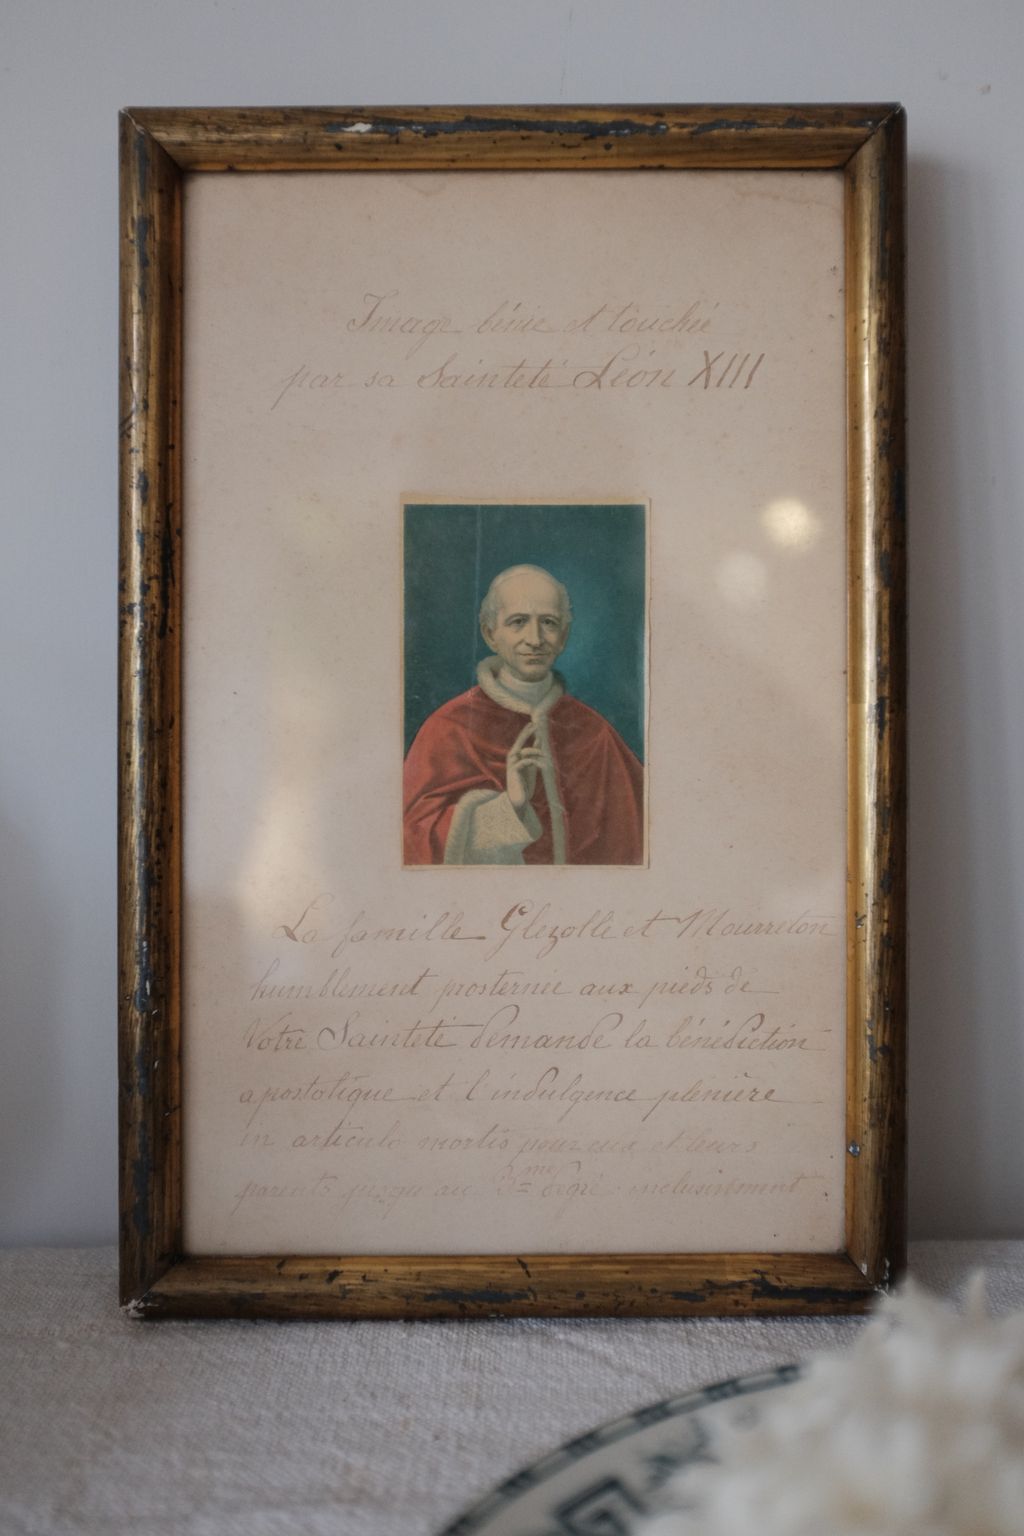 Image bénie et touchée
par sa Sainteté Léon XIII
La famille Glezolle et Mourreton
humblement prosternée aux pieds de
Votre Sainteté demande la bénédiction
apostolique et l'indulgence plénière
in articulo mortis pour eux et leurs
parents jusqu'au 3me degré inclusivement